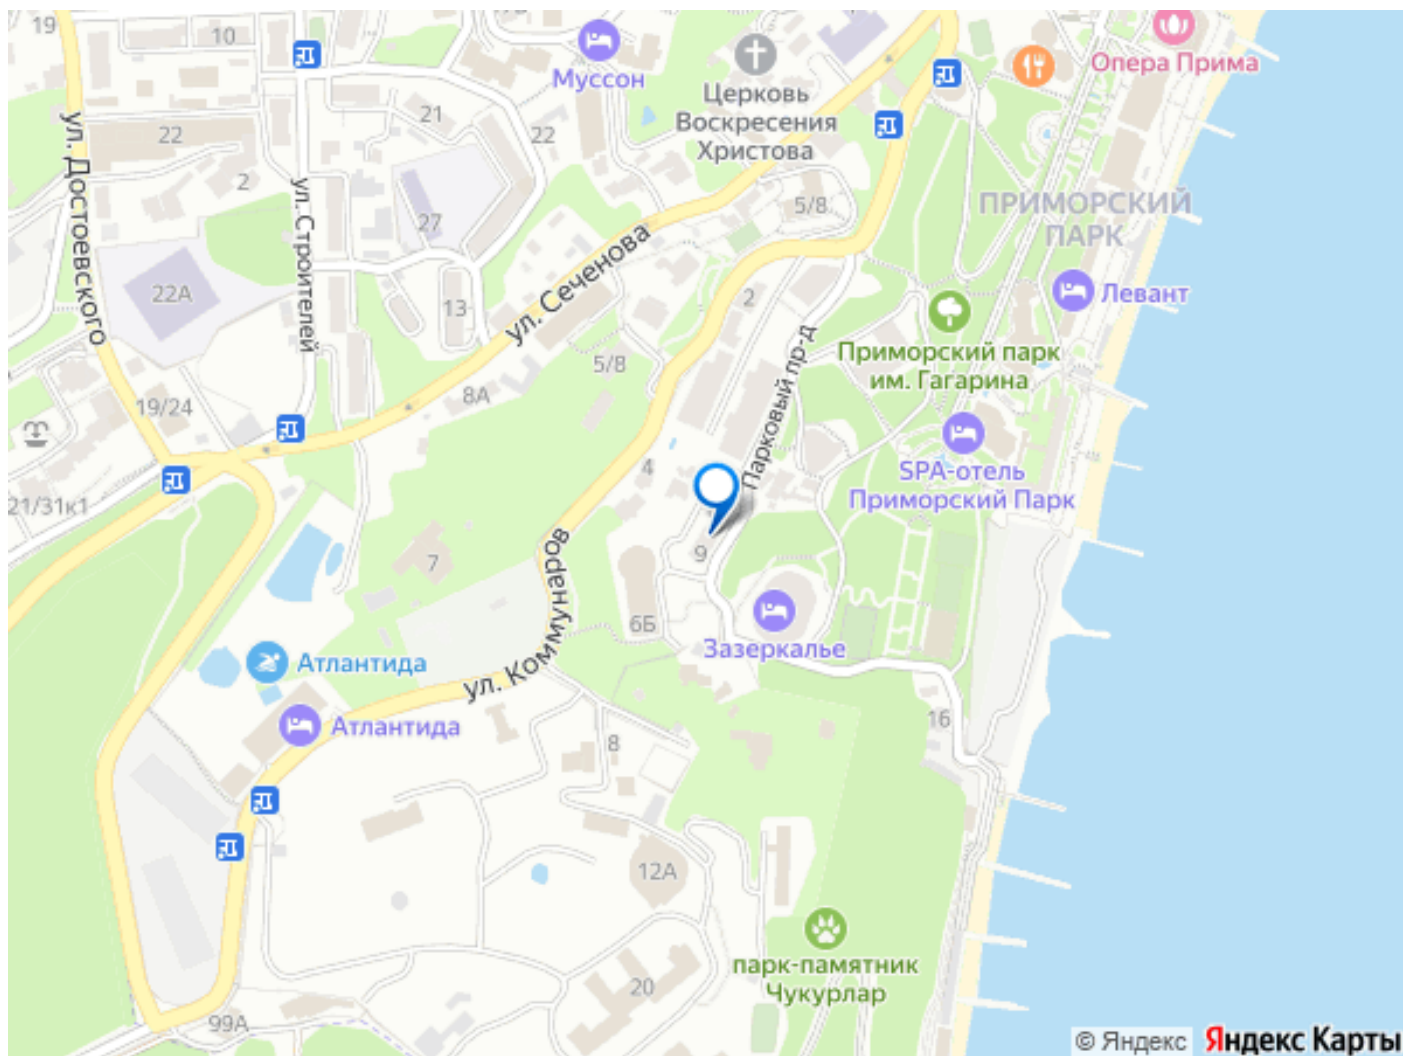 19
10
Муссон
Опера Прима
Церковь
Воскресения
Христова
21
22
22
2
ул. Достоевского
ул. Строителей
27
5/8
ПРИМОРСКИЙ
ПАРК
22А
13
ул. Сеченова
2
Левант
Парковый пр-д
Приморский парк
им. Гагарина
5/8
8А
19/24
4
SPA-отель
Приморский Парк
21/31к1
7
9
ул. Коммунаров
6Б
Зазеркалье
Атлантида
Атлантида
16
8
12А
парк-памятник
Чукурлар
20
99А
© Яндекс Яндекс Карты